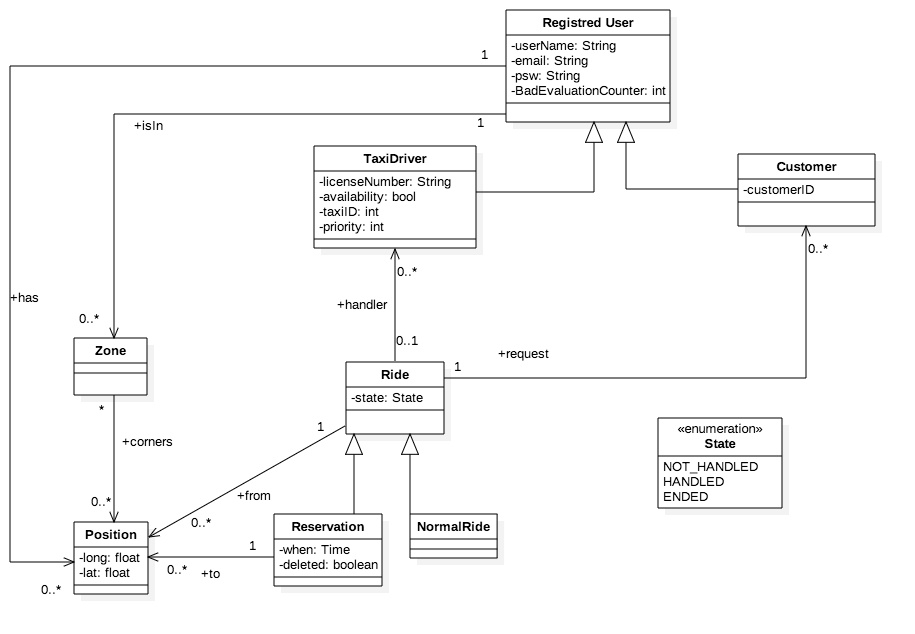 Registred User
-userName: String
-email: String
-psw: String
-BadEvaluationCounter: int
1
1
+isIn
TaxiDriver
-licenseNumber: String
-availability: bool
-taxiID: int
-priority: int
Customer
-customerID
0..*
0..*
+has
+handler
0..*
0..1
Zone
+request
1
Ride
-state: State
*
+corners
1
«enumeration»
State
NOT_HANDLED
HANDLED
ENDED
0..*
+from
0..*
Position
-long: float
-lat: float
Reservation
-when: Time
-deleted: boolean
NormalRide
1
0..*
+to
0..*